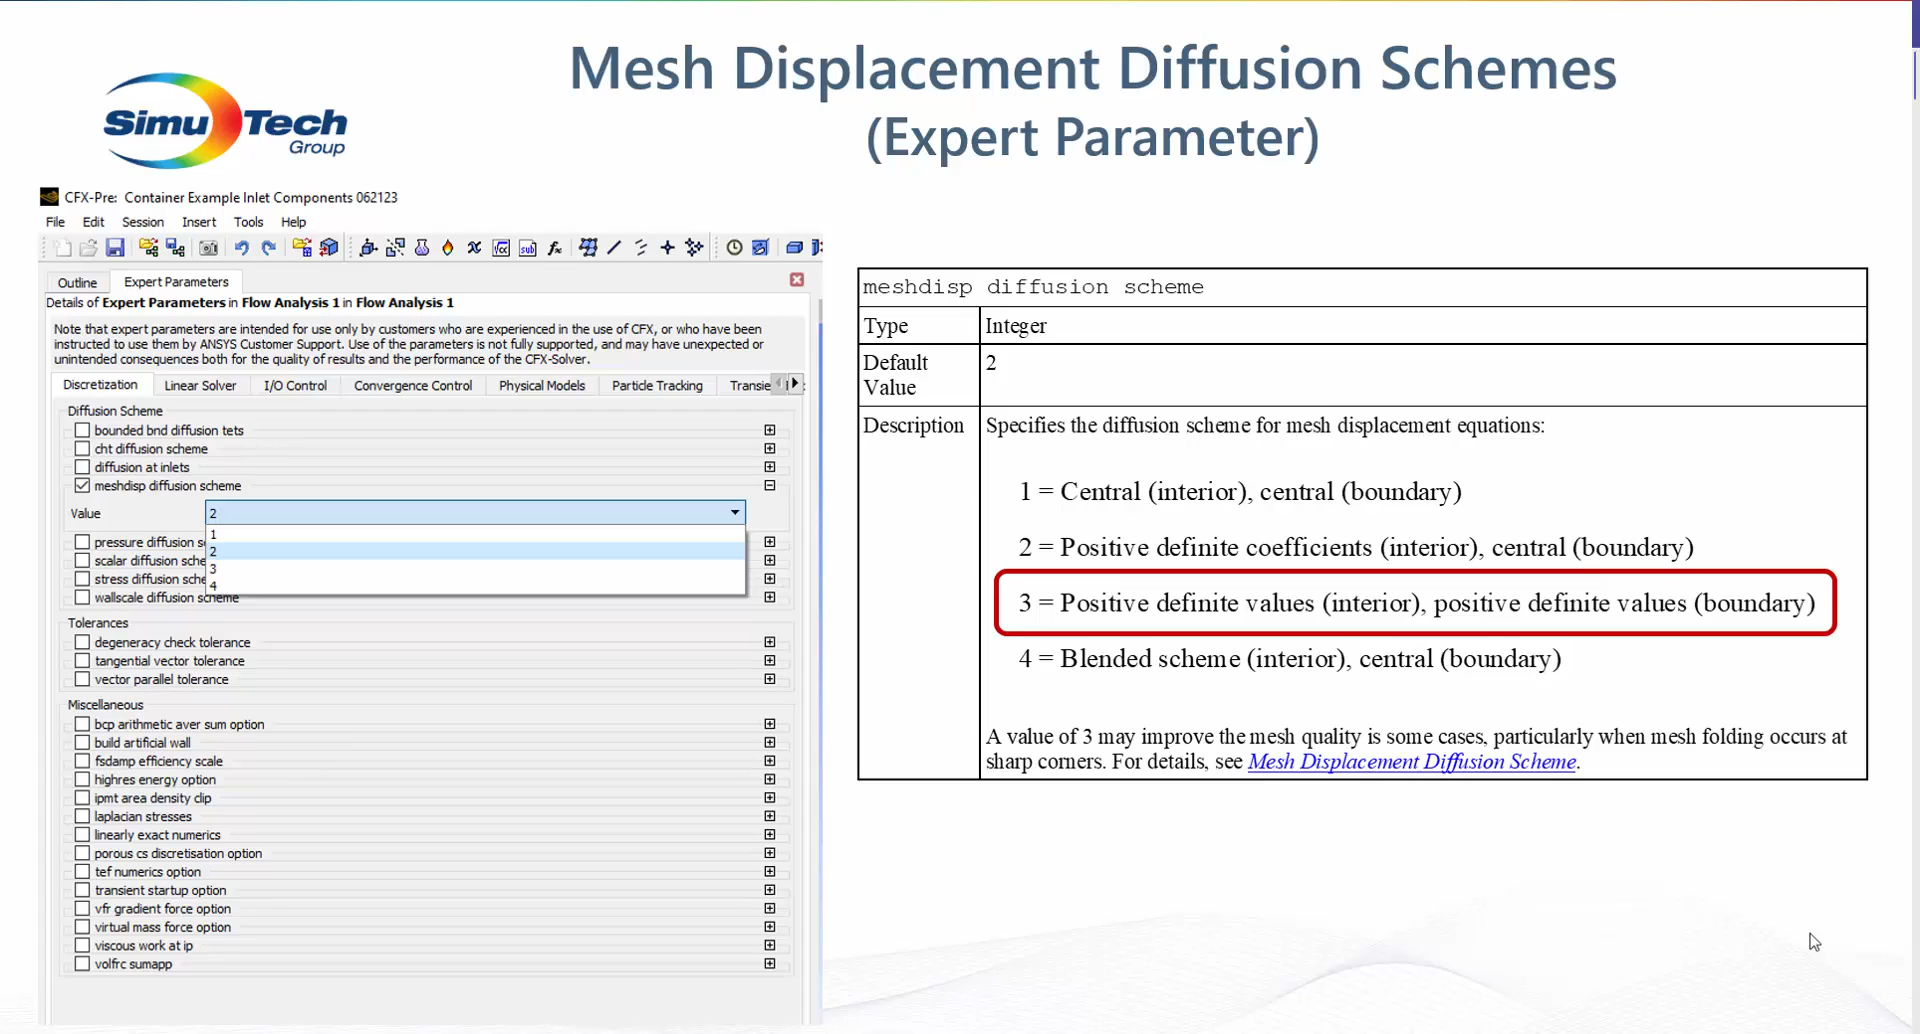 Mesh Displacement Diffusion Schemes
(Expert Parameter)
SimuTech
Group
CFX-Pre: Container Example Inlet Components 062123
File Edit Session Insert Tools Help
Outline Expert Parameters
Details of Expert Parameters in Flow Analysis 1 in Flow Analysis 1
Note that expert parameters are intended for use only by customers who are experienced in the use of CFX, or who have been
instructed to use them by ANSYS Customer Support. Use of the parameters is not fully supported, and may have unexpected or
unintended consequences both for the quality of results and the performance of the CFX-Solver.
Discretization Linear Solver I/O Control Convergence Control Physical Models Particle Tracking Transie
Diffusion Scheme
bounded bnd diffusion tets
cht diffusion scheme
diffusion at inlets
meshdisp diffusion scheme
Value 2
1
2
3
4
pressure diffusion s
scalar diffusion sche
stress diffusion sche
wallscale diffusion scheme
Tolerances
degeneracy check tolerance
tangential vector tolerance
vector parallel tolerance
Miscellaneous
bcp arithmetic aver sum option
build artificial wall
fsdamp efficiency scale
highres energy option
ipmt area density clip
laplacian stresses
linearly exact numerics
porous cs discretisation option
tef numerics option
transient startup option
vfr gradient force option
virtual mass force option
viscous work at ip
volfrc sumapp
meshdisp diffusion scheme
Type Integer
Default
Value
2
Description Specifies the diffusion scheme for mesh displacement equations:
1 = Central (interior), central (boundary)
2 = Positive definite coefficients (interior), central (boundary)
3 = Positive definite values (interior), positive definite values (boundary)
4 = Blended scheme (interior), central (boundary)
A value of 3 may improve the mesh quality is some cases, particularly when mesh folding occurs at
sharp corners. For details, see Mesh Displacement Diffusion Scheme.